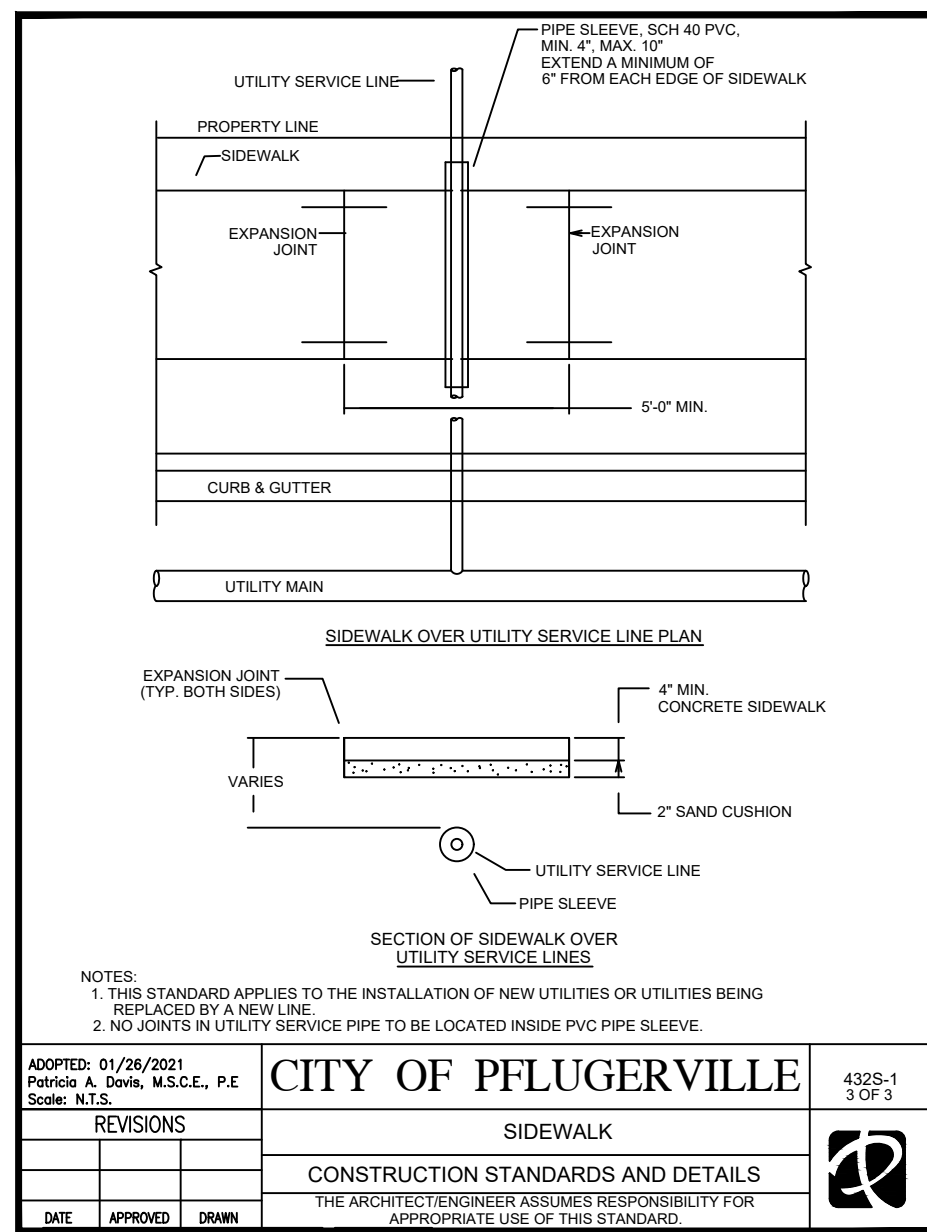 PIPE SLEEVE, SCH 40 PVC,
MIN. 4", MAX. 10"
EXTEND A MINIMUM OF
6" FROM EACH EDGE OF SIDEWALK
UTILITY SERVICE LINE
PROPERTY LINE
SIDEWALK
EXPANSION
JOINT
EXPANSION
JOINT
5'-0" MIN.
CURB & GUTTER
UTILITY MAIN
SIDEWALK OVER UTILITY SERVICE LINE PLAN
EXPANSION JOINT
(TYP. BOTH SIDES)
4" MIN.
CONCRETE SIDEWALK
VARIES
2" SAND CUSHION
UTILITY SERVICE LINE
PIPE SLEEVE
SECTION OF SIDEWALK OVER
UTILITY SERVICE LINES
NOTES:
1. THIS STANDARD APPLIES TO THE INSTALLATION OF NEW UTILITIES OR UTILITIES BEING
REPLACED BY A NEW LINE.
2. NO JOINTS IN UTILITY SERVICE PIPE TO BE LOCATED INSIDE PVC PIPE SLEEVE.
ADOPTED: 01/26/2021
Patricia A. Davis, M.S.C.E., P.E
Scale: N.T.S.
CITY OF PFLUGERVILLE
432S-1
3 OF 3
REVISIONS
SIDEWALK
CONSTRUCTION STANDARDS AND DETAILS
DATE APPROVED DRAWN
THE ARCHITECT/ENGINEER ASSUMES RESPONSIBILITY FOR
APPROPRIATE USE OF THIS STANDARD.